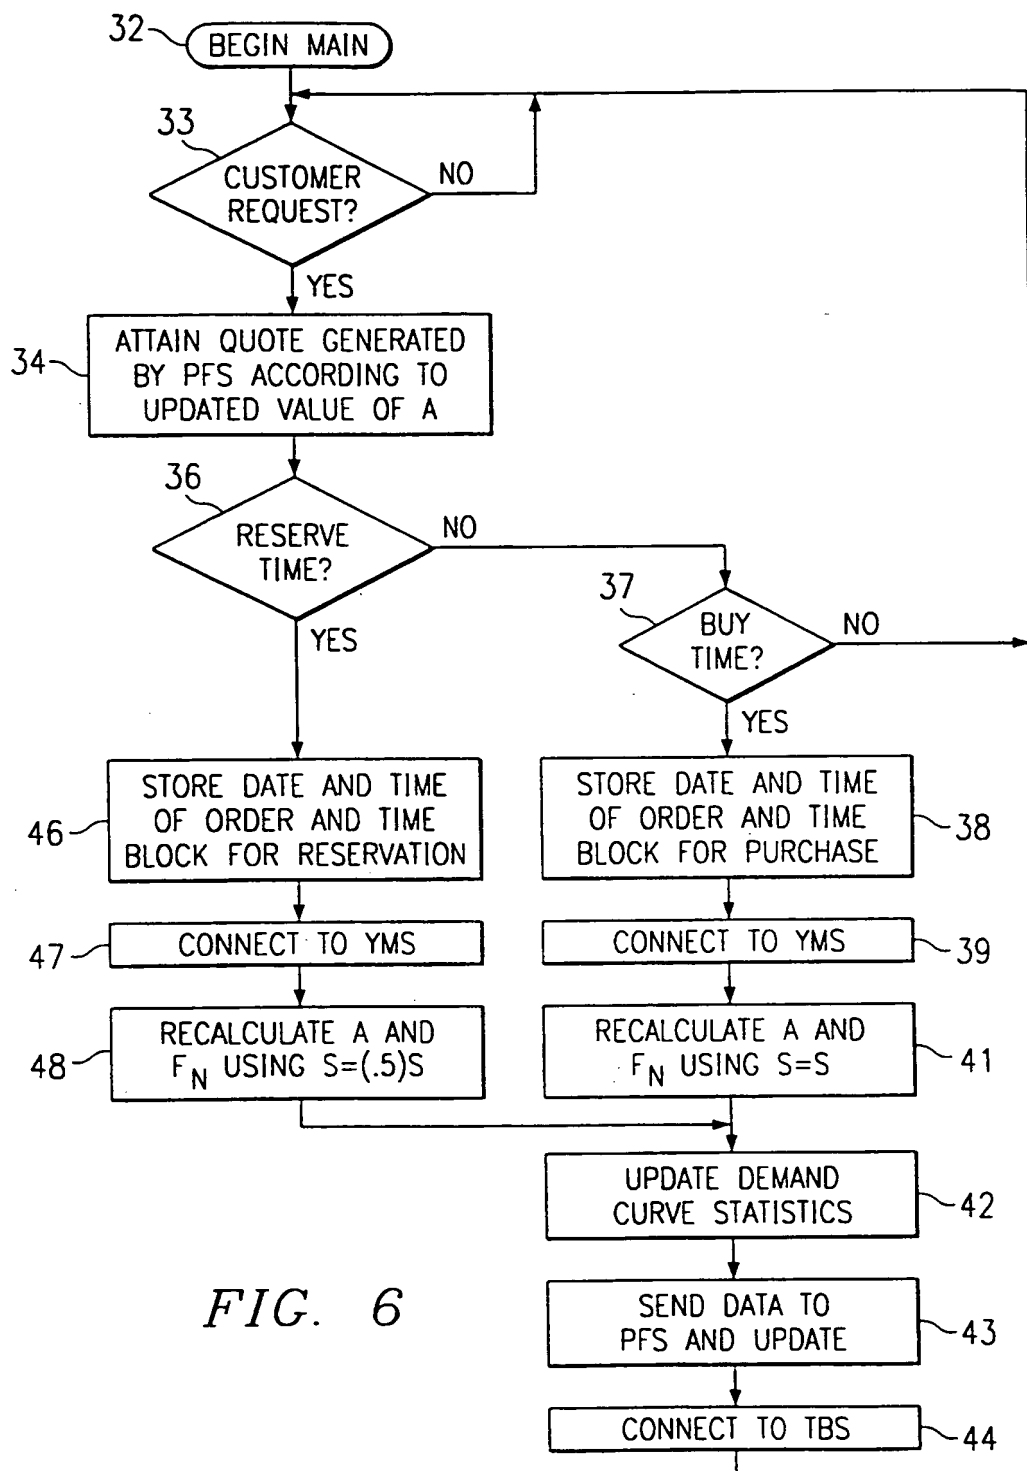 32
BEGIN MAIN
33
CUSTOMER
REQUEST?
NO
YES
34
ATTAIN QUOTE GENERATED
BY PFS ACCORDING TO
UPDATED VALUE OF A
36
RESERVE
TIME?
NO
YES
37
BUY
TIME?
NO
YES
46
STORE DATE AND TIME
OF ORDER AND TIME
BLOCK FOR RESERVATION
STORE DATE AND TIME
OF ORDER AND TIME
BLOCK FOR PURCHASE
38
47
CONNECT TO YMS
CONNECT TO YMS
39
48
RECALCULATE A AND
F_N USING S=(.5)S
RECALCULATE A AND
F_N USING S=S
41
UPDATE DEMAND
CURVE STATISTICS
42
SEND DATA TO
PFS AND UPDATE
43
CONNECT TO TBS
44
FIG. 6